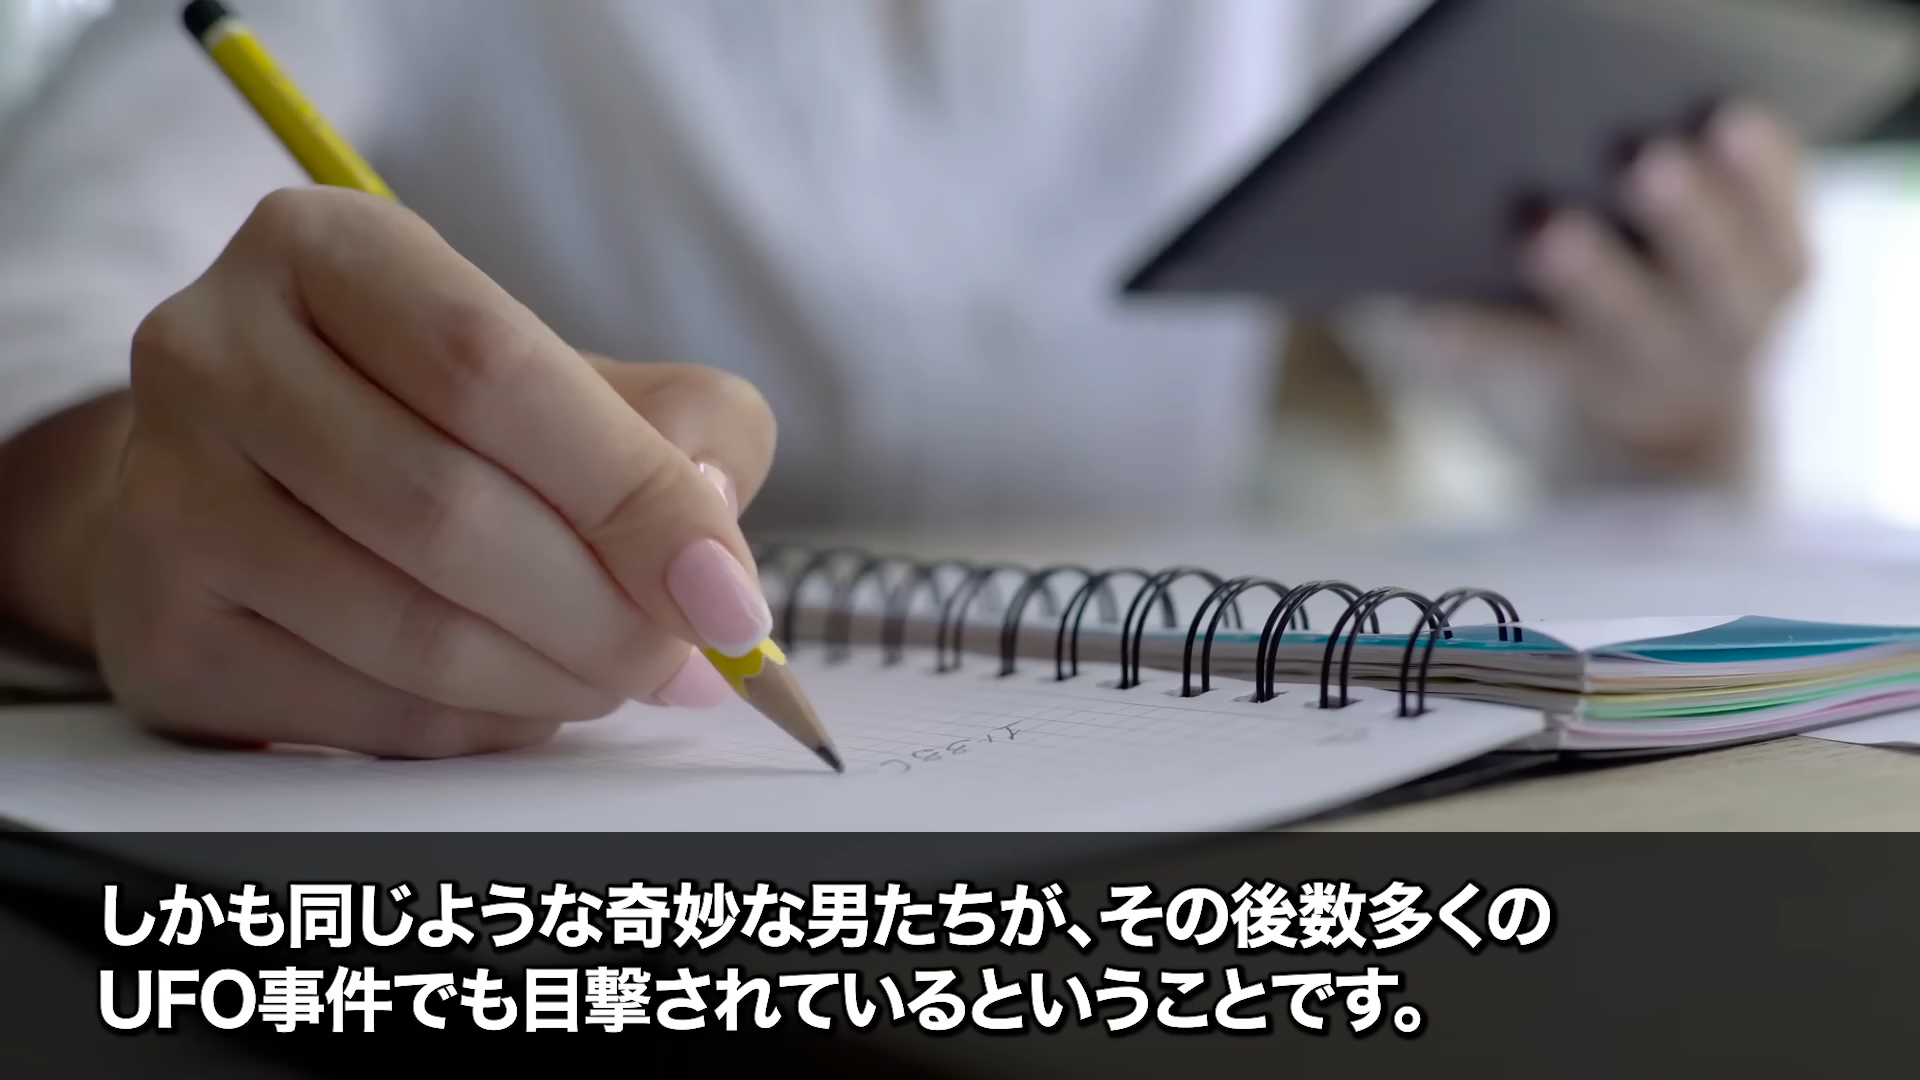 しかも同じような奇妙な男たちが、その後数多くの
UFO事件でも目撃されているということです。